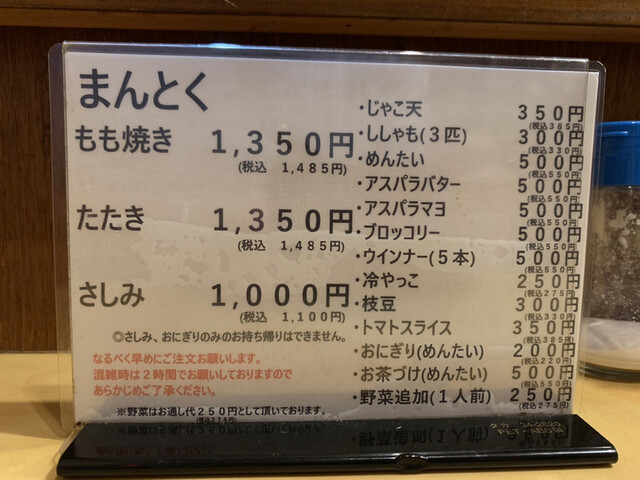 まんとく
もも焼き 1,350円
(税込 1,485円)
たたき 1,350円
(税込 1,485円)
さしみ 1,000円
(税込 1,100円)
◎さしみ、おにぎりのみのお持ち帰りはできません。
なるべく早めにご注文お願いします。
混雑時は2時間でお願いしておりますので
あらかじめご了承ください。
※野菜はお通し代250円として頂いております。
(税込275円)
・じゃこ天 350円
(税込385円)
・ししゃも(3匹) 300円
(税込330円)
・めんたい 500円
(税込550円)
・アスパラバター 500円
(税込550円)
・アスパラマヨ 500円
(税込550円)
・ブロッコリー 500円
(税込550円)
・ウインナー(5本) 500円
(税込550円)
・冷やっこ 250円
(税込275円)
・枝豆 300円
(税込330円)
・トマトスライス 350円
(税込385円)
・おにぎり(めんたい) 200円
(税込220円)
・お茶づけ(めんたい) 500円
(税込550円)
・野菜追加(1人前) 250円
(税込275円)